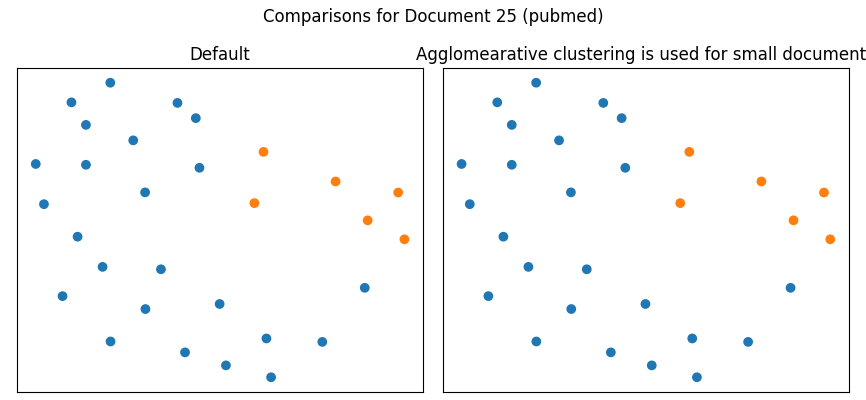 Comparisons for Document 25 (pubmed)
Default
Agglomearative clustering is used for small document